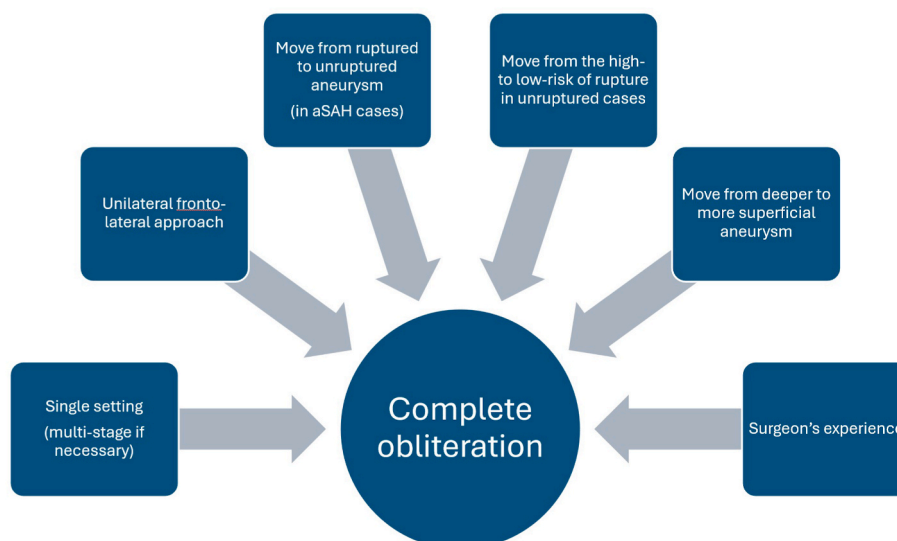 Move from ruptured
to unruptured
aneurysm
(in aSAH cases)
Move from the high-
to low-risk of rupture
in unruptured cases
Unilateral fronto-
lateral approach
Move from deeper to
more superficial
aneurysm
Single setting
(multi-stage if
necessary)
Complete
obliteration
Surgeon's experience